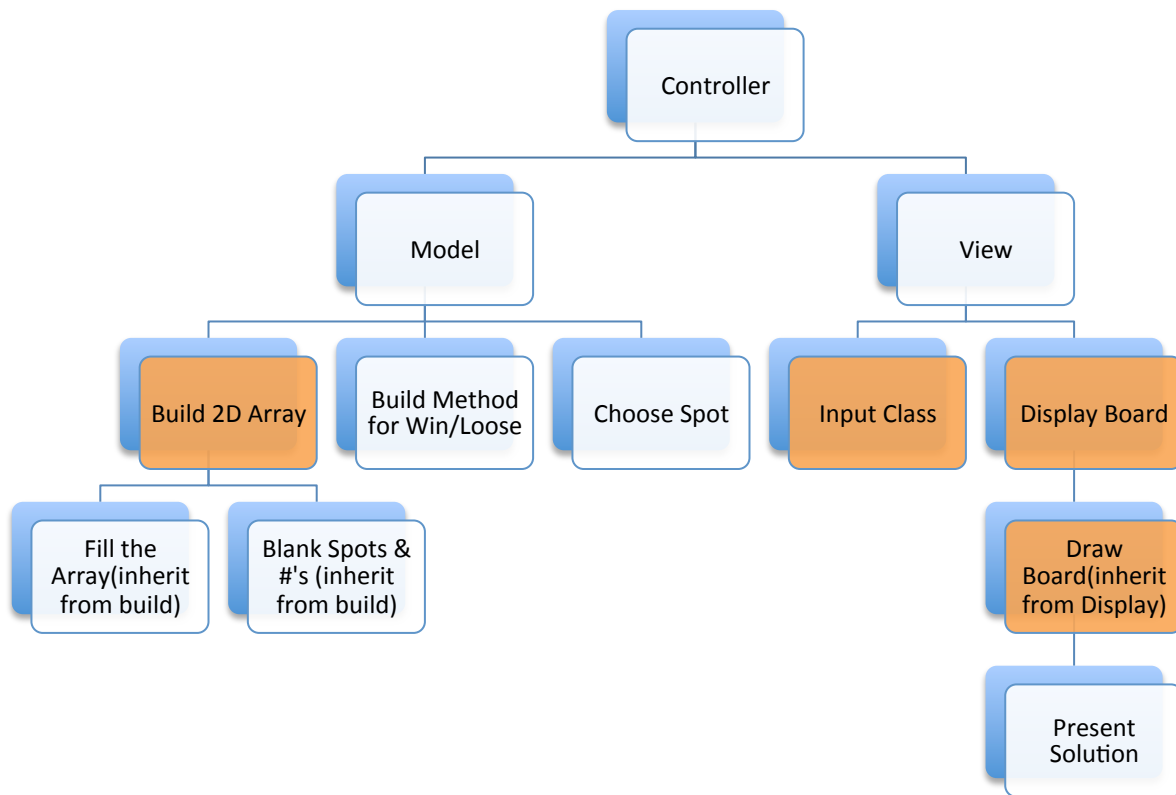 Controller
Model
View
Build 2D Array
Build Method
for Win/Loose
Choose Spot
Input Class
Display Board
Fill the
Array(inherit
from build)
Blank Spots &
#'s (inherit
from build)
Draw
Board(inherit
from Display)
Present
Solution